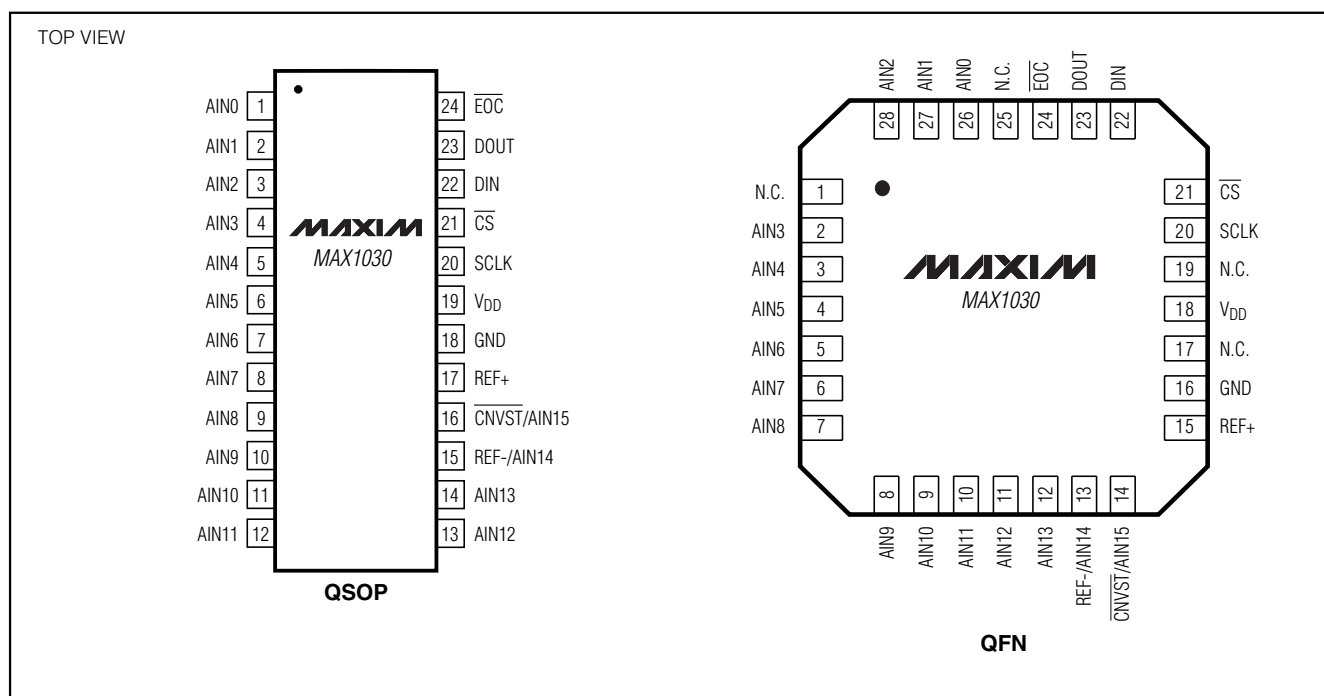 TOP VIEW
AIN0 1
AIN1 2
AIN2 3
AIN3 4
AIN4 5
AIN5 6
AIN6 7
AIN7 8
AIN8 9
AIN9 10
AIN10 11
AIN11 12
MAXIM
MAX1030
24 EOC
23 DOUT
22 DIN
21 CS
20 SCLK
19 VDD
18 GND
17 REF+
16 CNVST/AIN15
15 REF-/AIN14
14 AIN13
13 AIN12
QSOP
AIN2 AIN1 AIN0 N.C. EOC DOUT DIN
28 27 26 25 24 23 22
N.C. 1
AIN3 2
AIN4 3
AIN5 4
AIN6 5
AIN7 6
AIN8 7
MAXIM
MAX1030
21 CS
20 SCLK
19 N.C.
18 VDD
17 N.C.
16 GND
15 REF+
8 9 10 11 12 13 14
AIN9 AIN10 AIN11 AIN12 AIN13 REF-/AIN14 CNVST/AIN15
QFN